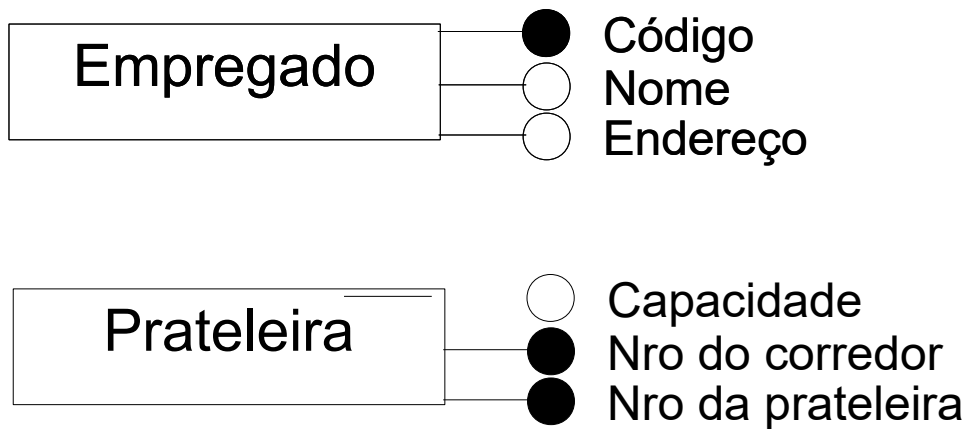 Empregado
Código
Nome
Endereço
Prateleira
Capacidade
Nro do corredor
Nro da prateleira